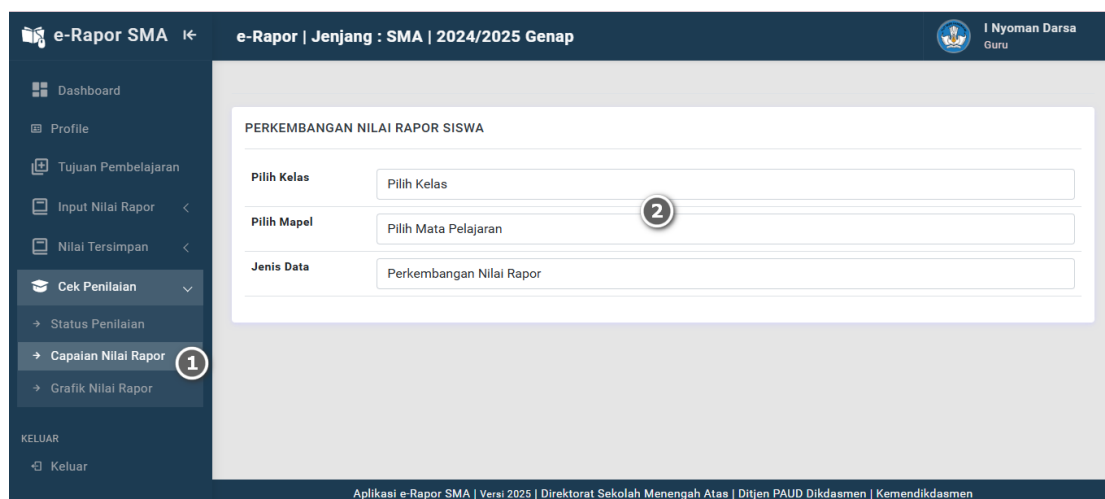 e-Rapor SMA
e-Rapor | Jenjang : SMA | 2024/2025 Genap
I Nyoman Darsa
Guru
Dashboard
Profile
Tujuan Pembelajaran
Input Nilai Rapor
Nilai Tersimpan
Cek Penilaian
Status Penilaian
Capaian Nilai Rapor
1
Grafik Nilai Rapor
KELUAR
Keluar
PERKEMBANGAN NILAI RAPOR SISWA
Pilih Kelas
Pilih Kelas
2
Pilih Mapel
Pilih Mata Pelajaran
Jenis Data
Perkembangan Nilai Rapor
Aplikasi e-Rapor SMA | Versi 2025 | Direktorat Sekolah Menengah Atas | Ditjen PAUD Dikdasmen | Kemendikdasmen